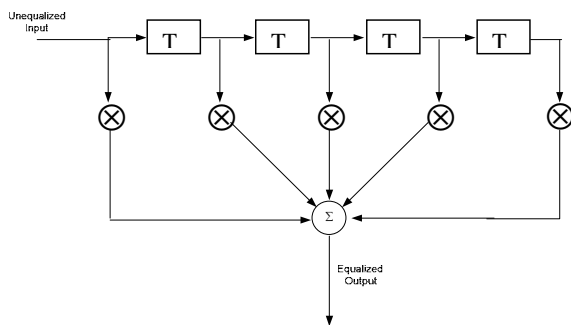 Unequalized
Input
T T T T
Σ
Equalized
Output